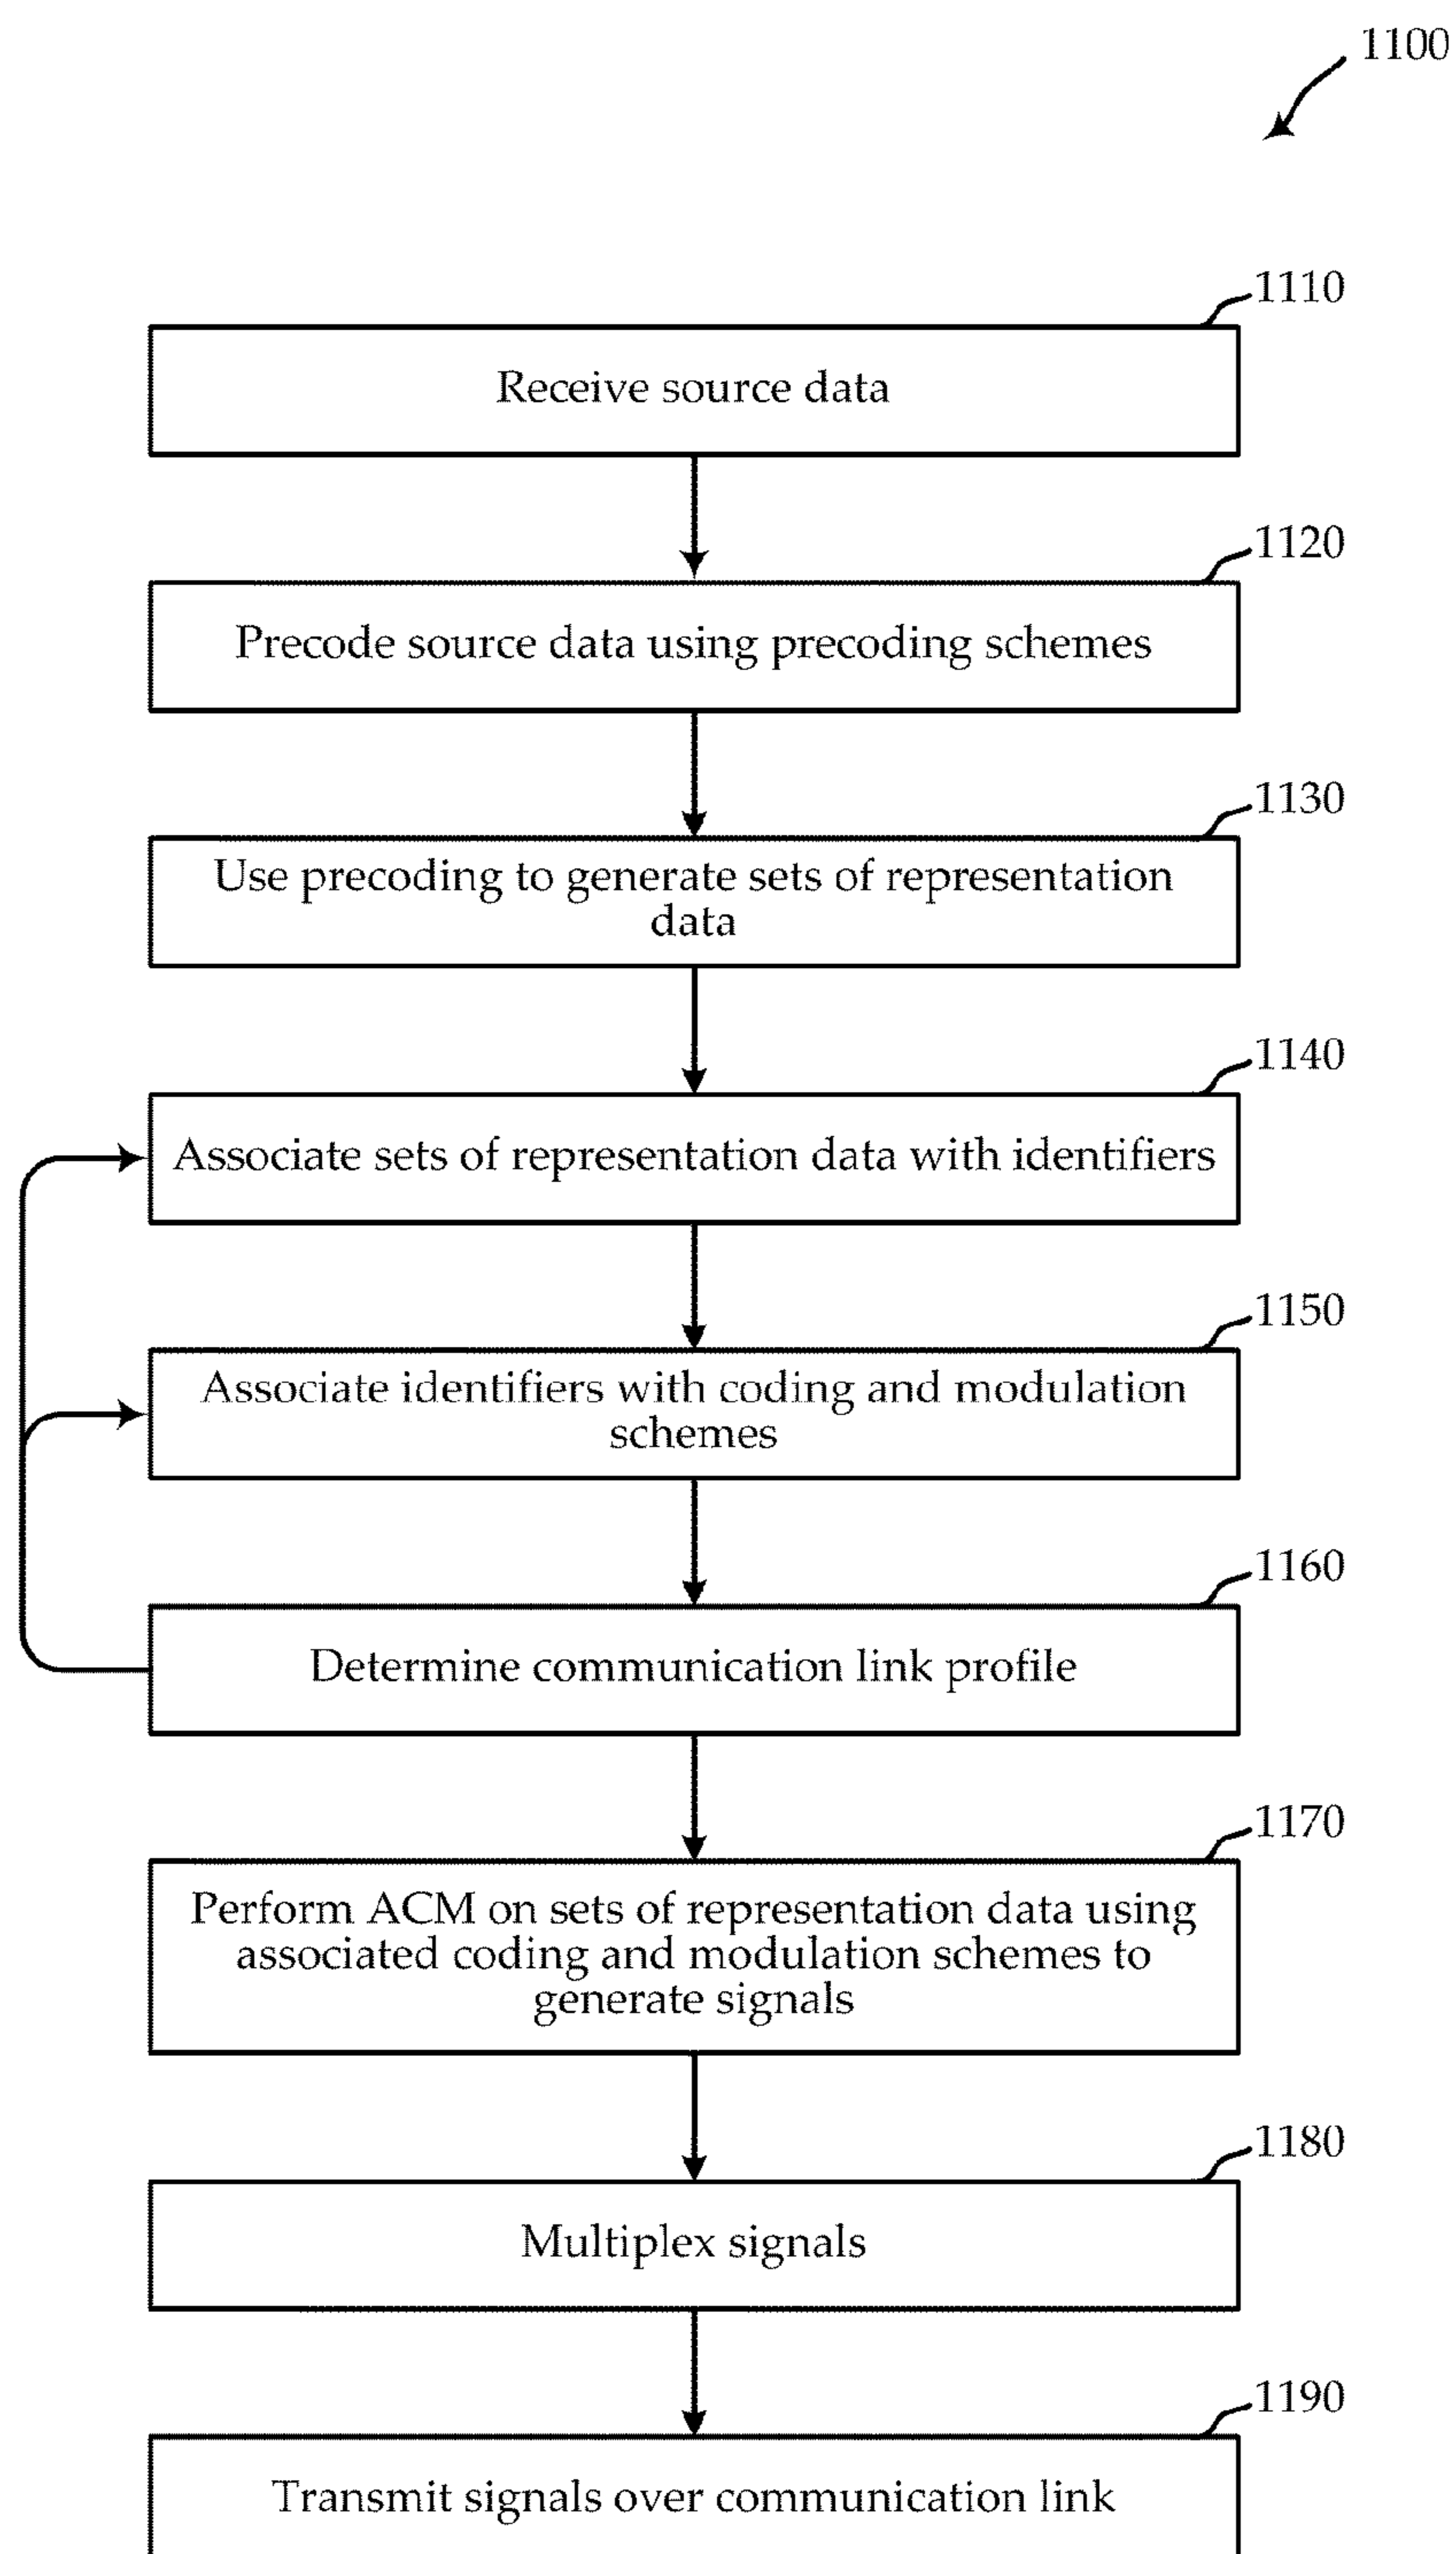 1100
1110
Receive source data
1120
Precode source data using precoding schemes
1130
Use precoding to generate sets of representation
data
1140
Associate sets of representation data with identifiers
1150
Associate identifiers with coding and modulation
schemes
1160
Determine communication link profile
1170
Perform ACM on sets of representation data using
associated coding and modulation schemes to
generate signals
1180
Multiplex signals
1190
Transmit signals over communication link